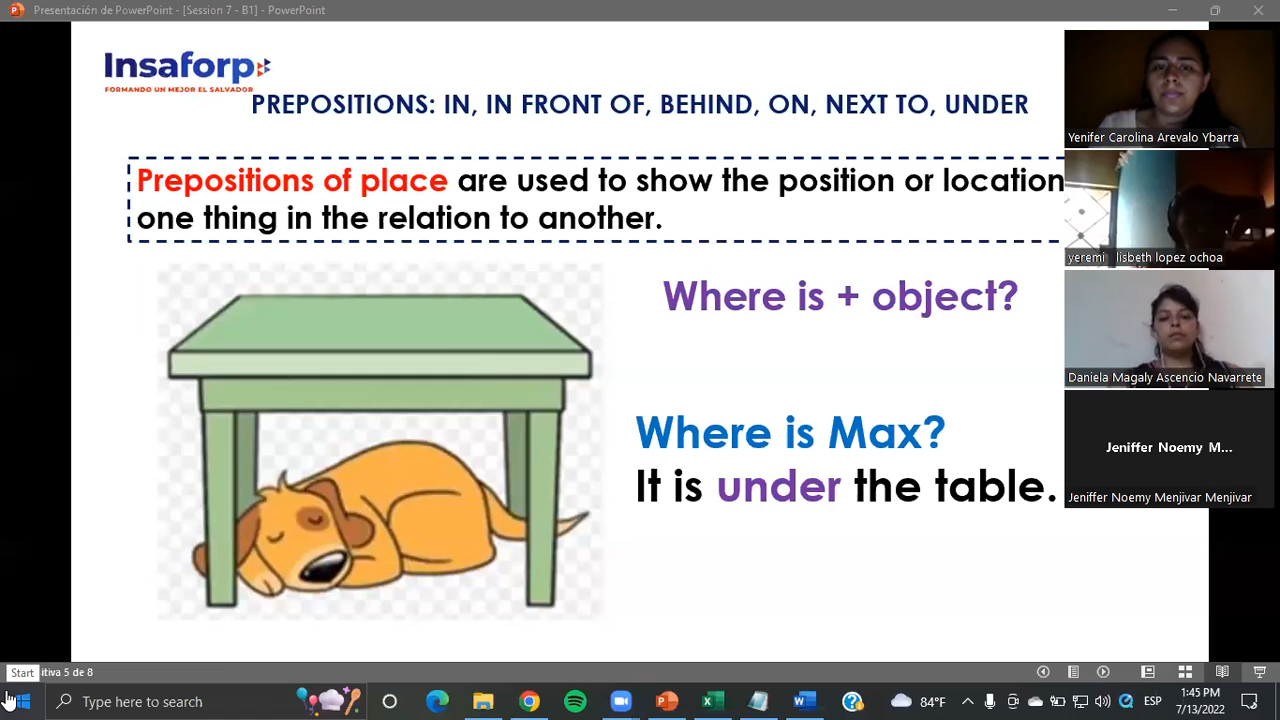 Presentación de PowerPoint - [Session 7 - B1] - PowerPoint
Insaforp
FORMANDO UN MEJOR EL SALVADOR
PREPOSITIONS: IN, IN FRONT OF, BEHIND, ON, NEXT TO, UNDER
Prepositions of place are used to show the position or location
one thing in the relation to another.
Where is + object?
Where is Max?
It is under the table.
Yenifer Carolina Arevalo Ybarra
yeremi lisbeth lopez ochoa
Daniela Magaly Ascencio Navarrete
Jeniffer Noemy M...
Jeniffer Noemy Menjivar Menjivar
Start
itiva 5 de 8
Type here to search
84°F
ESP
1:45 PM
7/13/2022